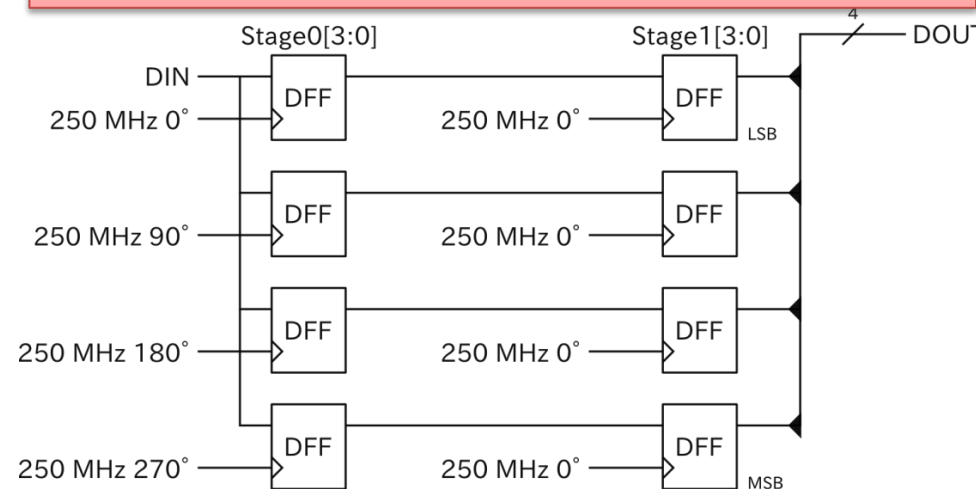 4
Stage0[3:0] Stage1[3:0] DOUT
DIN DFF DFF
250 MHz 0° 250 MHz 0° LSB
DFF DFF
250 MHz 90° 250 MHz 0°
DFF DFF
250 MHz 180° 250 MHz 0°
DFF DFF
250 MHz 270° 250 MHz 0° MSB